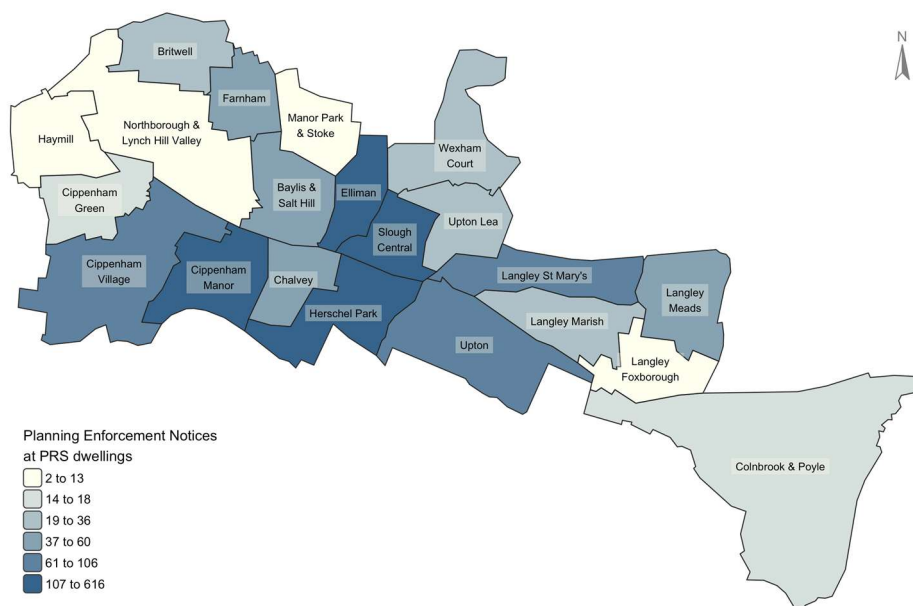 N
Britwell
Farnham
Manor Park
& Stoke
Northborough &
Lynch Hill Valley
Haymill
Wexham
Court
Cippenham
Green
Baylis &
Salt Hill
Elliman
Upton Lea
Slough
Central
Cippenham
Village
Cippenham
Manor
Chalvey
Langley St Mary's
Langley
Meads
Herschel Park
Langley Marish
Upton
Langley
Foxborough
Colnbrook & Poyle
Planning Enforcement Notices
at PRS dwellings
2 to 13
14 to 18
19 to 36
37 to 60
61 to 106
107 to 616